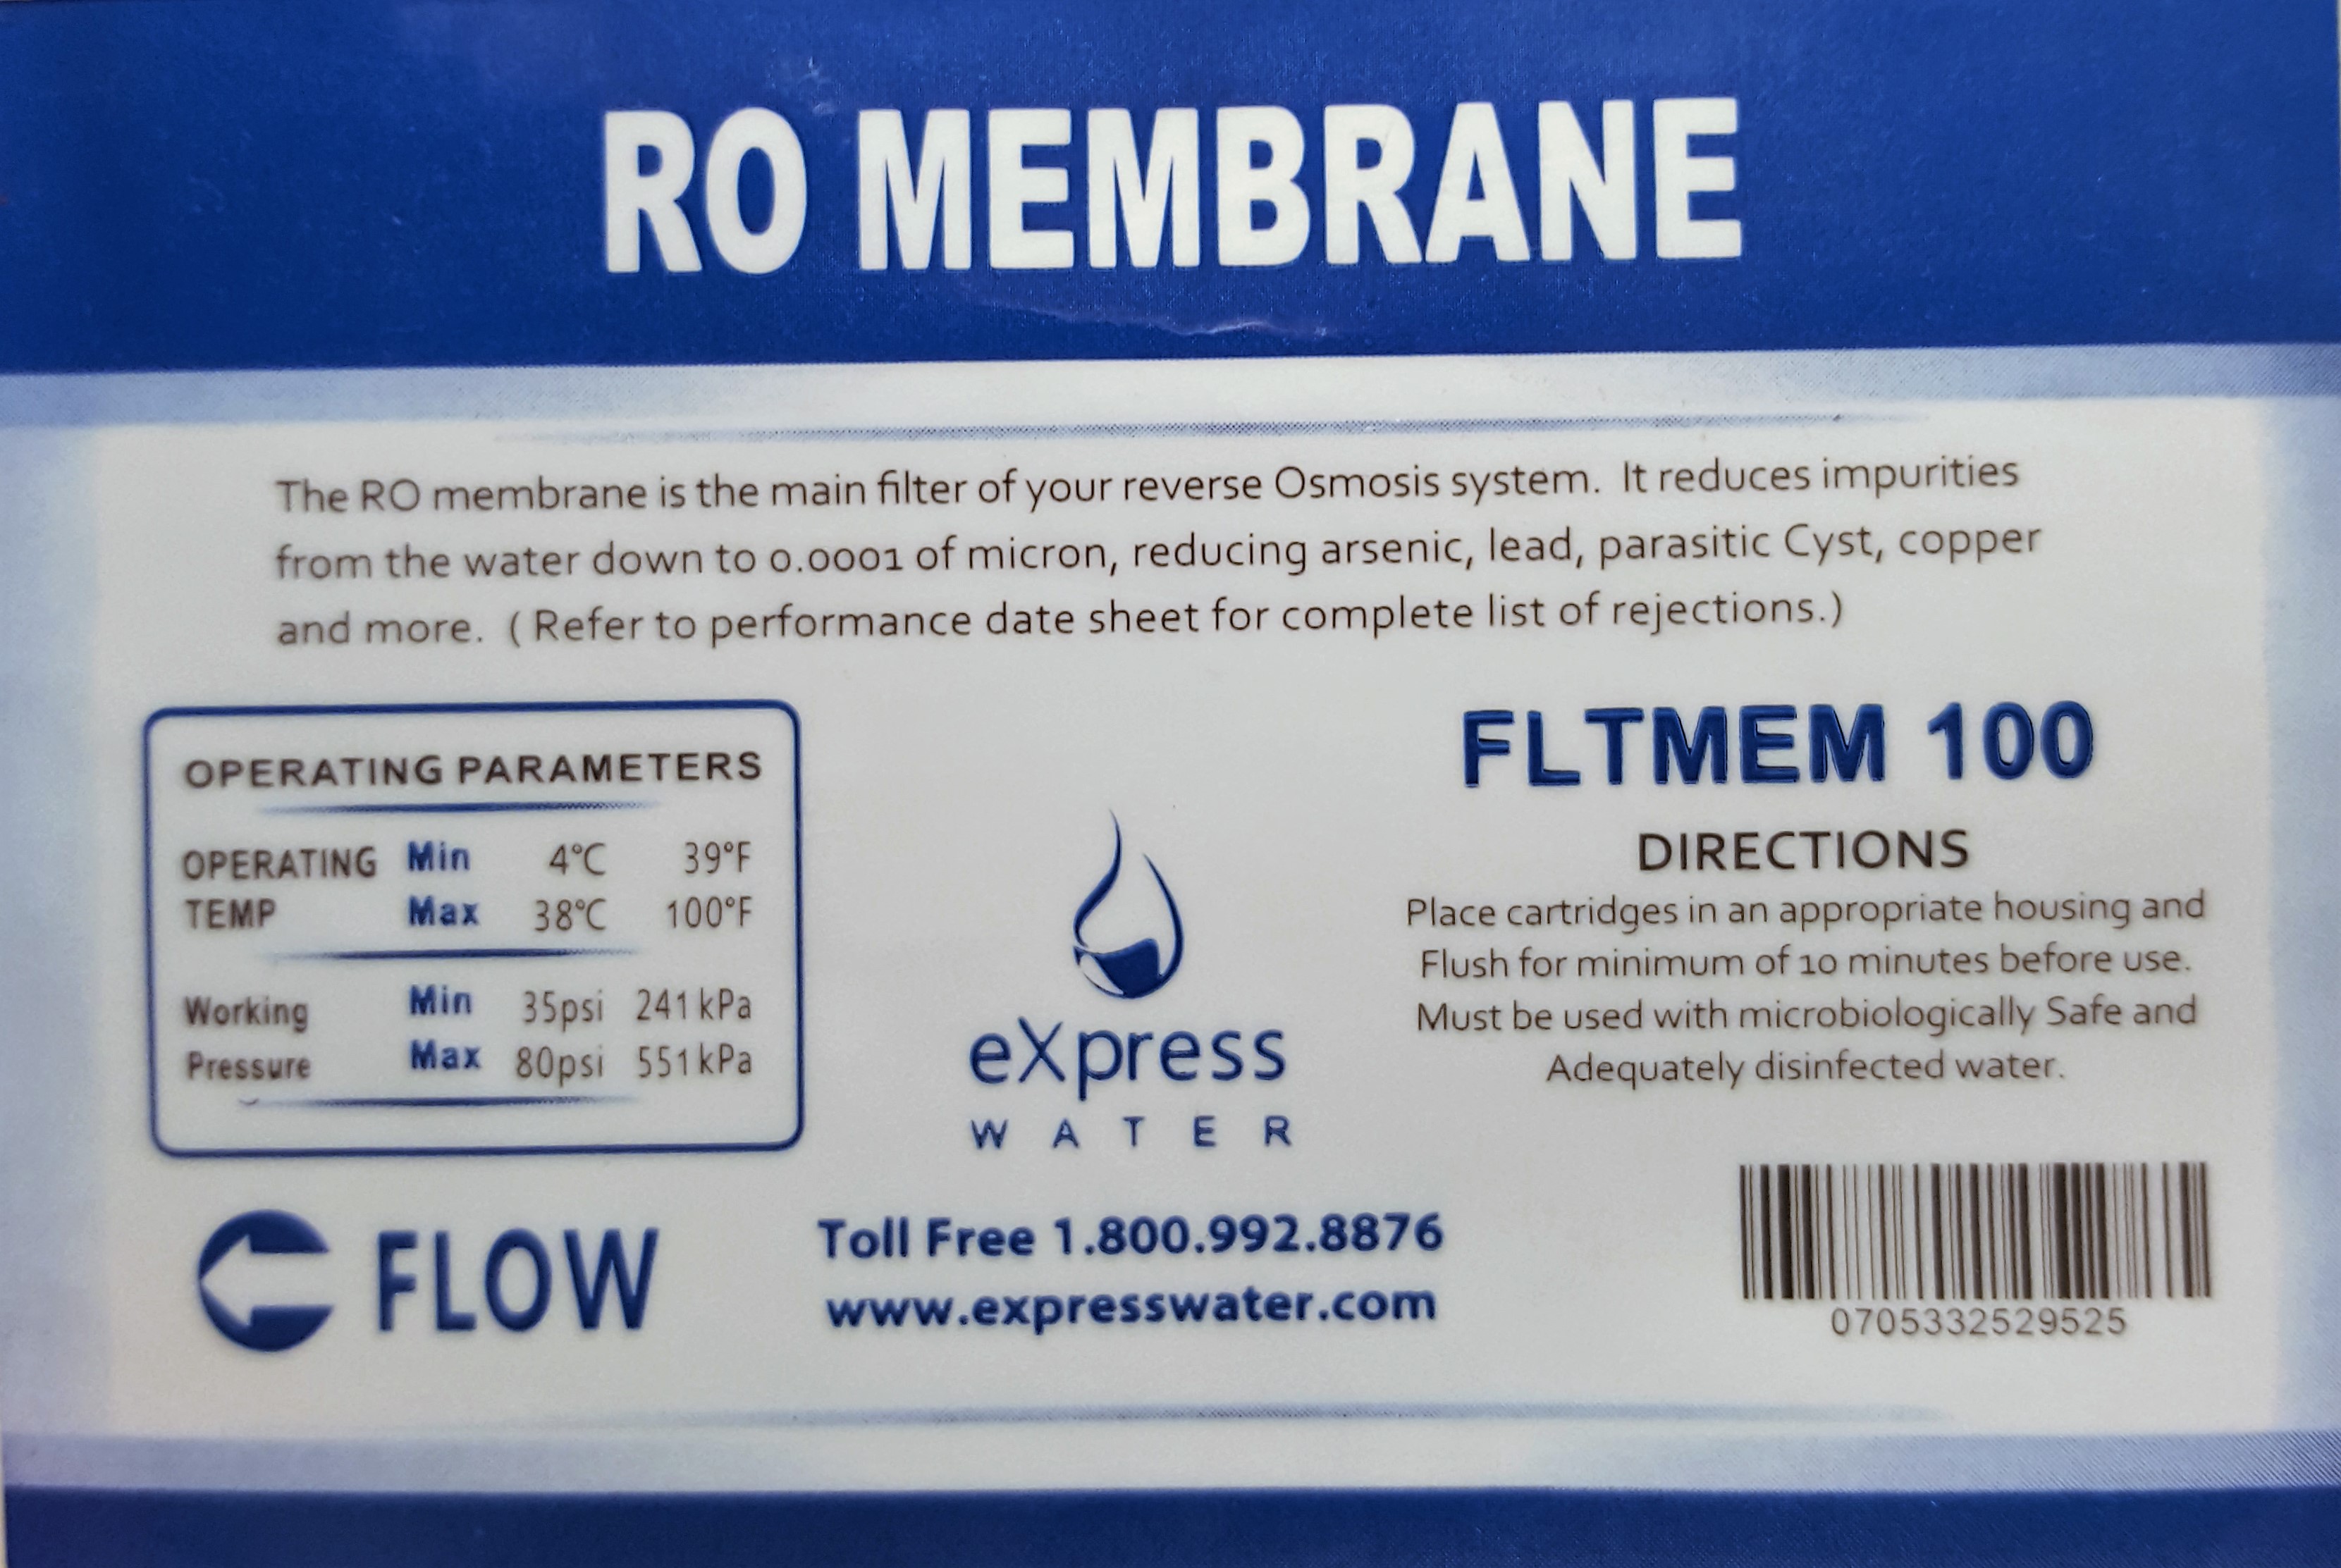 RO MEMBRANE
The RO membrane is the main filter of your reverse Osmosis system. It reduces impurities
from the water down to 0.0001 of micron, reducing arsenic, lead, parasitic Cyst, copper
and more. ( Refer to performance date sheet for complete list of rejections.)
OPERATING PARAMETERS
OPERATING Min 4°C 39°F
TEMP Max 38°C 100°F
Working Min 35psi 241 kPa
Pressure Max 80psi 551 kPa
FLOW
eXpress
WATER
Toll Free 1.800.992.8876
www.expresswater.com
FLTMEM 100
DIRECTIONS
Place cartridges in an appropriate housing and
Flush for minimum of 10 minutes before use.
Must be used with microbiologically Safe and
Adequately disinfected water.
0705332529525